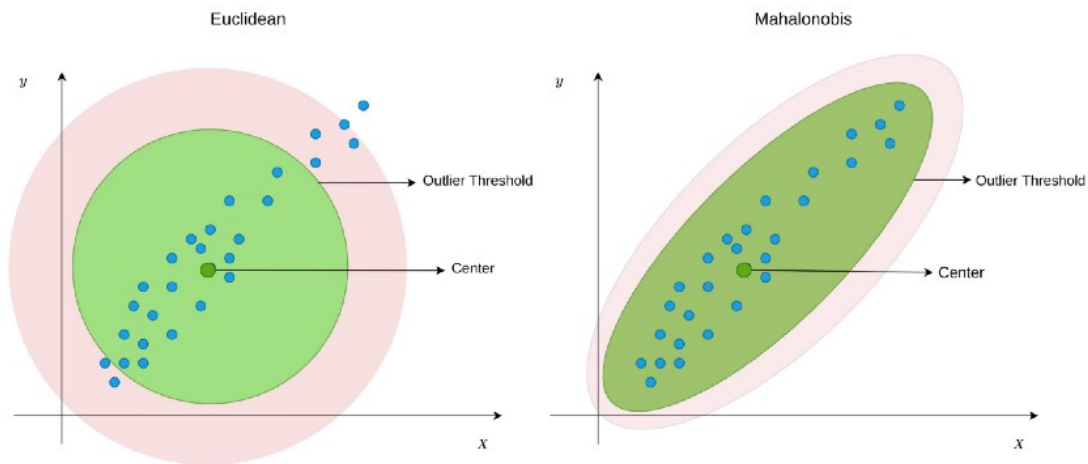 Euclidean
y
Outlier Threshold
Center
X
Mahalonobis
y
Outlier Threshold
Center
X